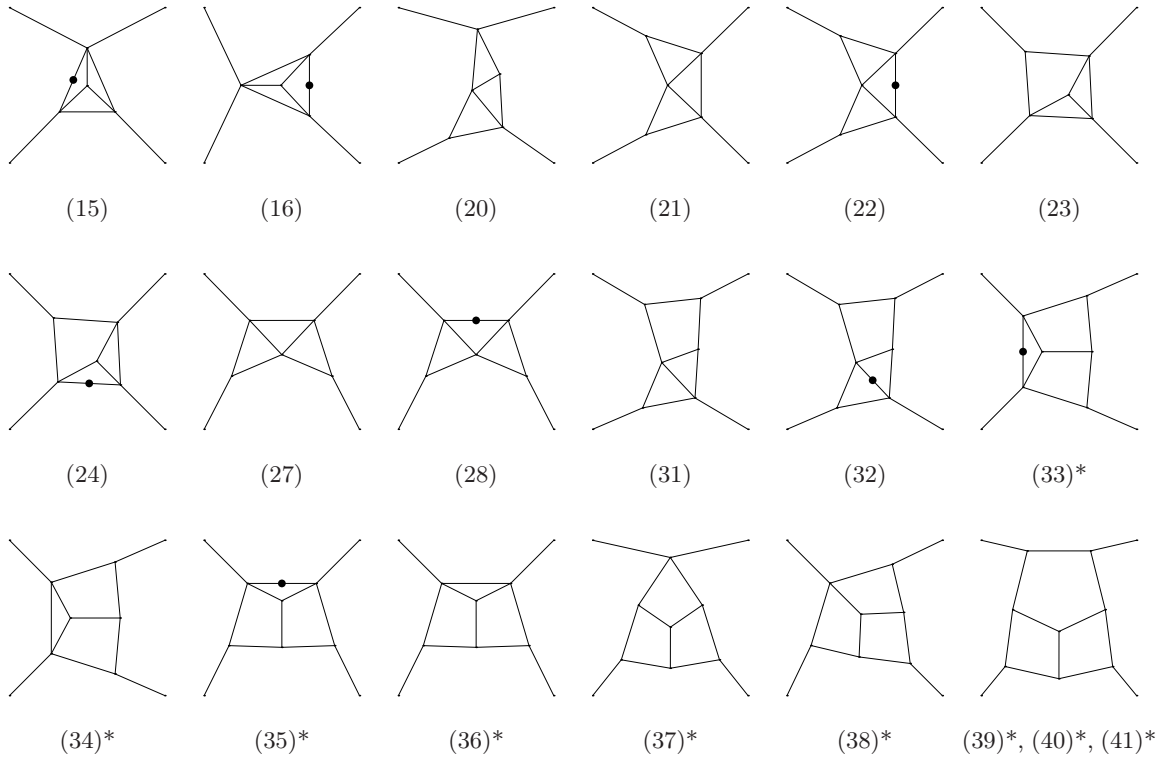 (15) (16) (20) (21) (22) (23)
(24) (27) (28) (31) (32) (33)*
(34)* (35)* (36)* (37)* (38)* (39)*, (40)*, (41)*